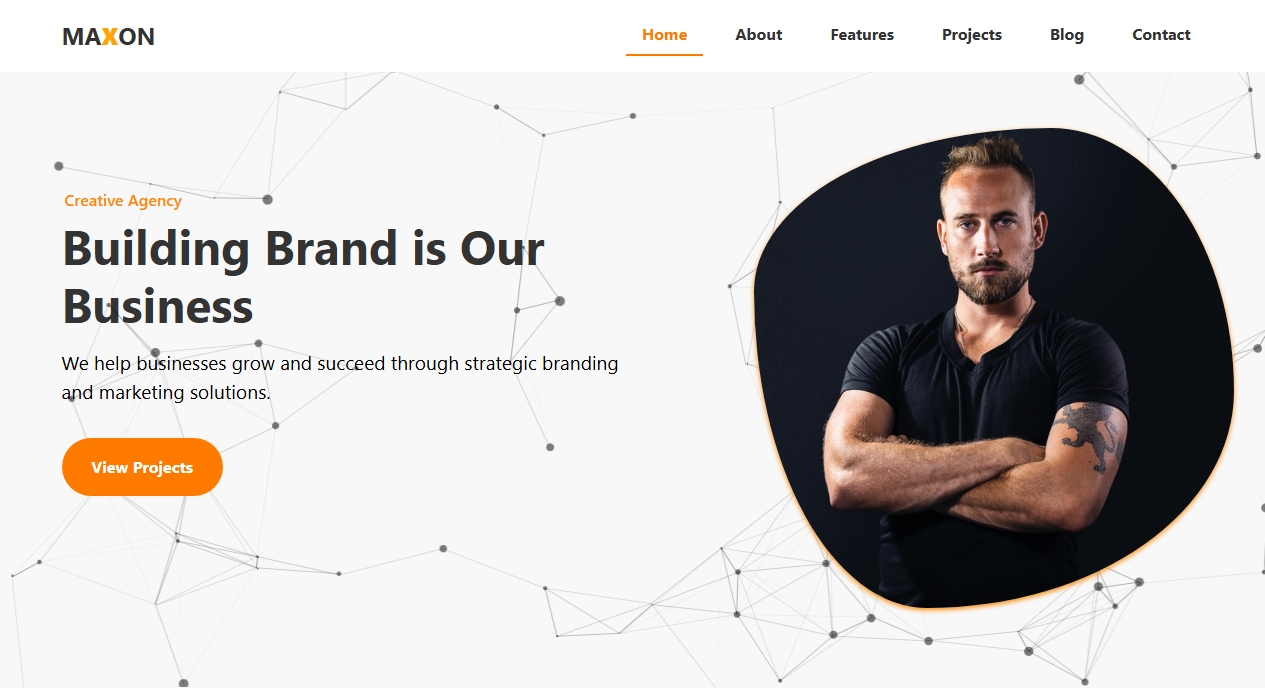 MAXON
Home
About
Features
Projects
Blog
Contact
Creative Agency
Building Brand is Our
Business
We help businesses grow and succeed through strategic branding
and marketing solutions.
View Projects